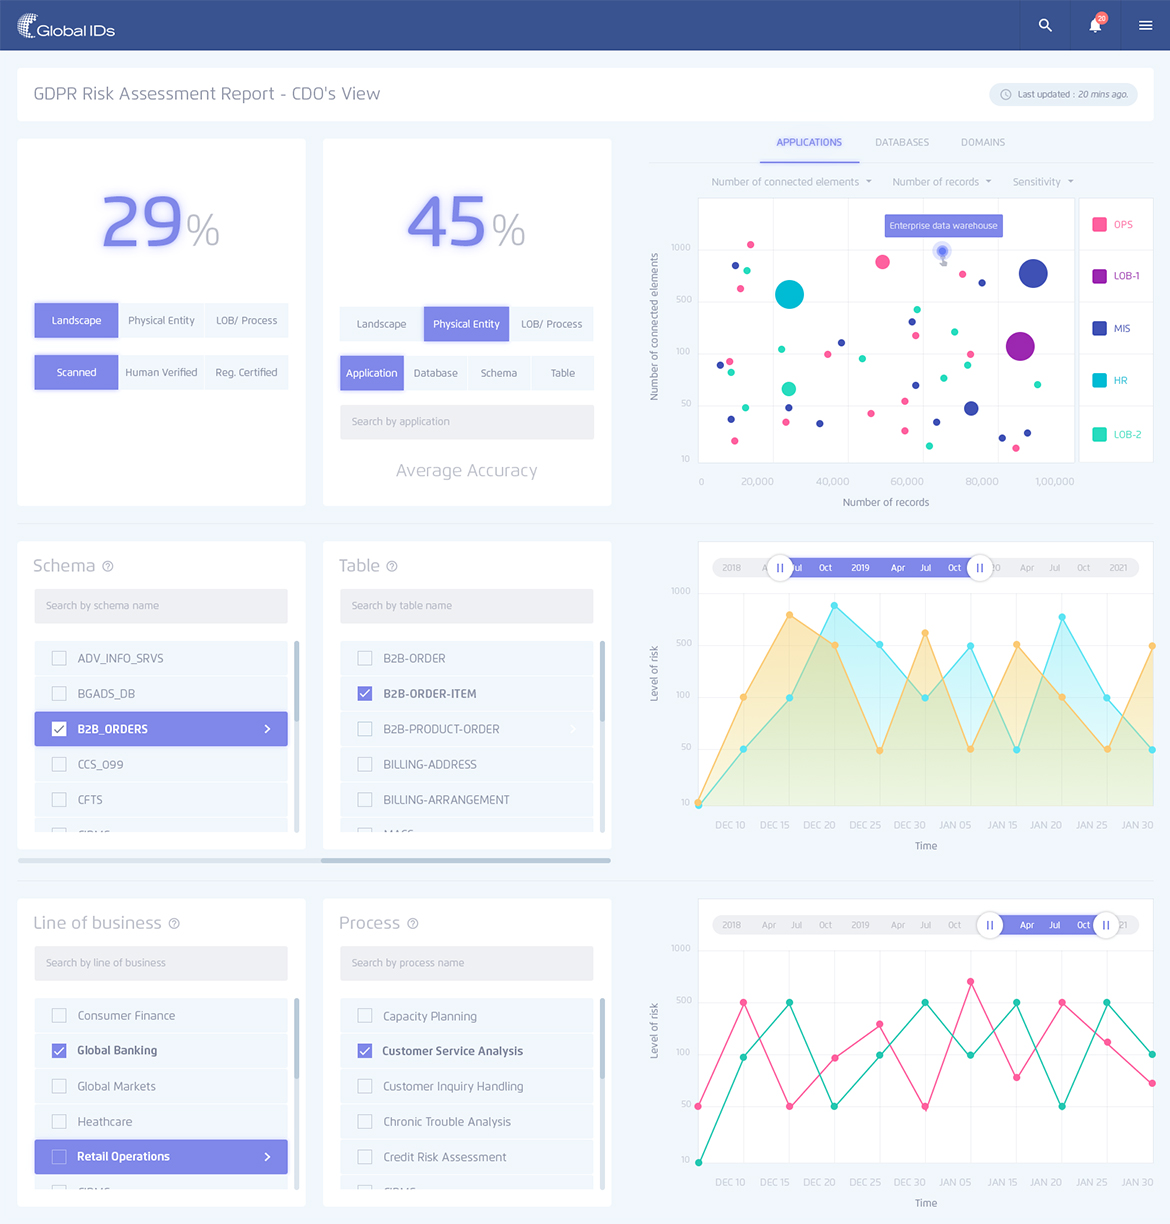 Global IDs
20
GDPR Risk Assessment Report - CDO's View
Last updated : 20 mins ago.
29%
Landscape Physical Entity LOB/ Process
Scanned Human Verified Reg. Certified
45%
Landscape Physical Entity LOB/ Process
Application Database Schema Table
Search by application
Average Accuracy
APPLICATIONS DATABASES DOMAINS
Number of connected elements Number of records Sensitivity
Enterprise data warehouse
Number of connected elements
1000
500
100
50
10
0 20,000 40,000 60,000 80,000 1,00,000
Number of records
OPS
LOB-1
MIS
HR
LOB-2
Schema
Search by schema name
ADV_INFO_SRVS
BGADS_DB
B2B_ORDERS
CCS_099
CFTS
Table
Search by table name
B2B-ORDER
B2B-ORDER-ITEM
B2B-PRODUCT-ORDER
BILLING-ADDRESS
BILLING-ARRANGEMENT
2018 Jul Oct 2019 Apr Jul Oct Apr Jul Oct 2021
Level of risk
1000
500
100
50
10
DEC 10 DEC 15 DEC 20 DEC 25 DEC 30 JAN 05 JAN 15 JAN 20 JAN 25 JAN 30
Time
Line of business
Search by line of business
Consumer Finance
Global Banking
Global Markets
Heathcare
Retail Operations
Process
Search by process name
Capacity Planning
Customer Service Analysis
Customer Inquiry Handling
Chronic Trouble Analysis
Credit Risk Assessment
2018 Apr Jul Oct 2019 Apr Jul Oct Apr Jul Oct
Level of risk
1000
500
100
50
10
DEC 10 DEC 15 DEC 20 DEC 25 DEC 30 JAN 05 JAN 15 JAN 20 JAN 25 JAN 30
Time